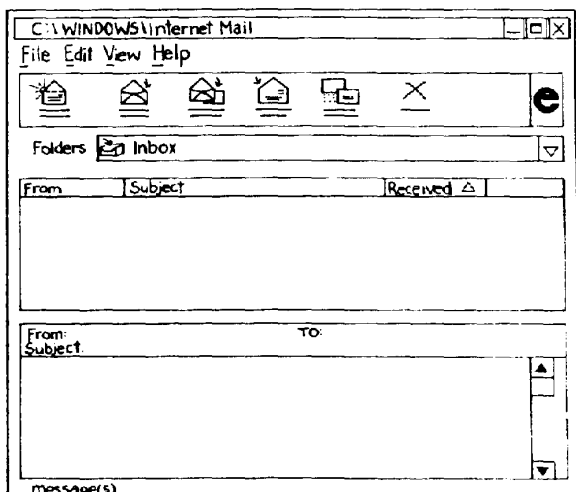 C:\WINDOWS\Internet Mail
File Edit View Help
e
Folders Inbox
From Subject Received
From: TO:
Subject:
message(s)